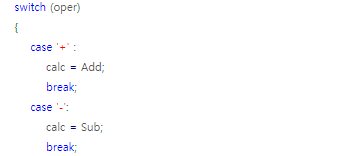 switch (oper)
{
case '+' :
calc = Add;
break;
case '-':
calc = Sub;
break;